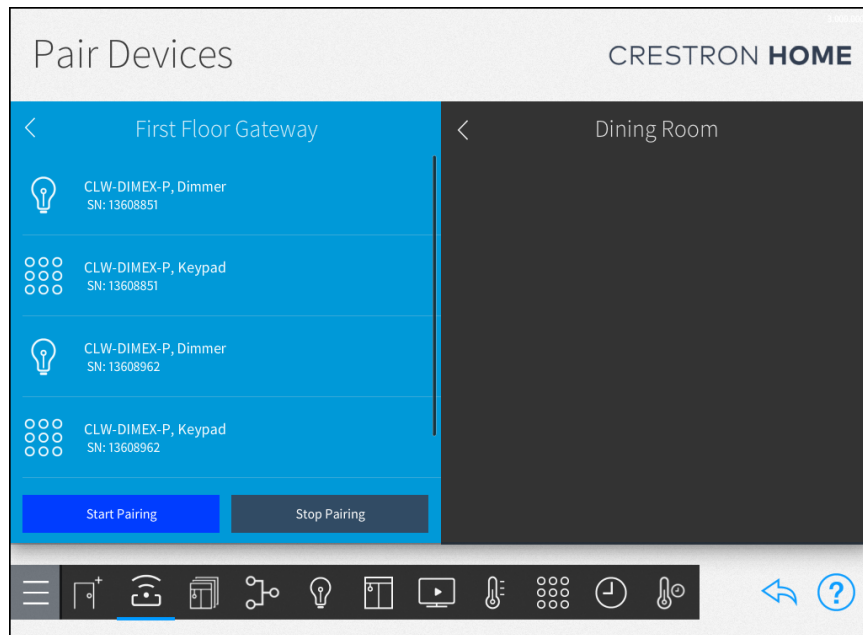 Pair Devices
CRESTRON HOME
First Floor Gateway
Dining Room
CLW-DIMEX-P, Dimmer
SN: 13608851
CLW-DIMEX-P, Keypad
SN: 13608851
CLW-DIMEX-P, Dimmer
SN: 13608962
CLW-DIMEX-P, Keypad
SN: 13608962
Start Pairing
Stop Pairing
?